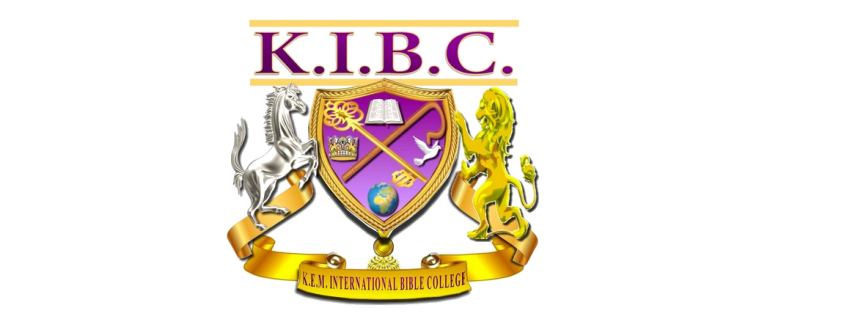 K.I.B.C.
K.E.M. INTERNATIONAL BIBLE COLLEGE